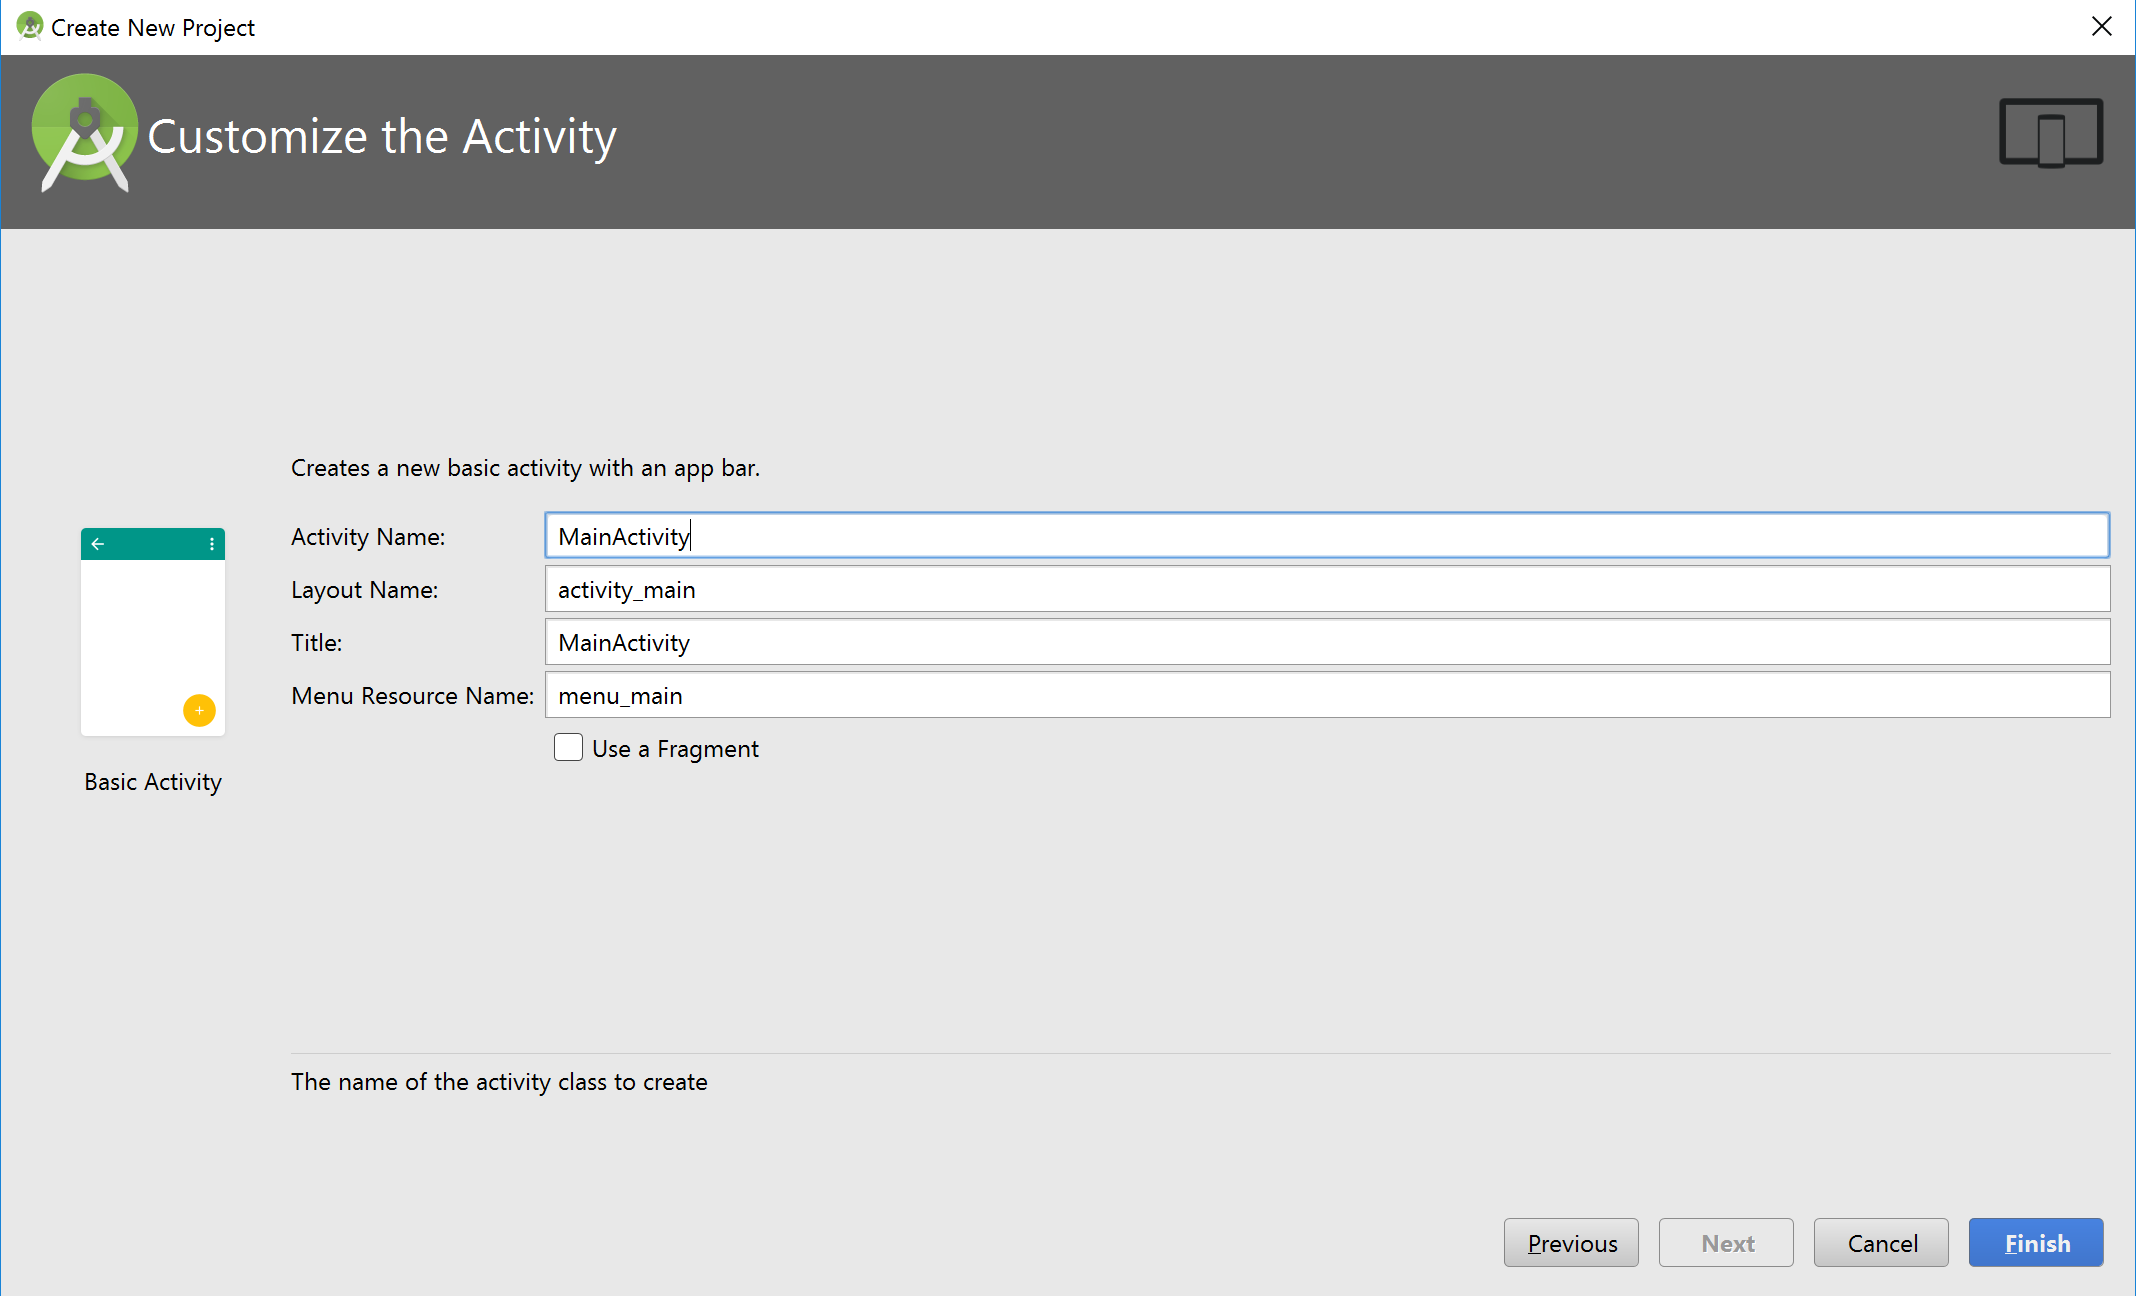 Create New Project
Customize the Activity
Creates a new basic activity with an app bar.
Activity Name: MainActivity
Layout Name: activity_main
Title: MainActivity
Menu Resource Name: menu_main
Use a Fragment
Basic Activity
The name of the activity class to create
Previous Next Cancel Finish